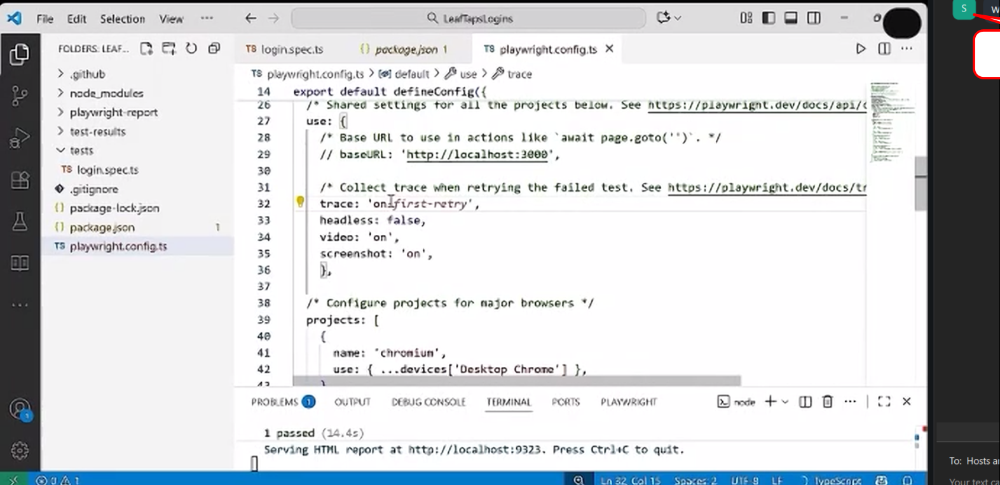 File Edit Selection View ··· LeafTapsLogins
S
W
FOLDERS: LEAF...
login.spec.ts
package.json 1
playwright.config.ts
.github
node_modules
playwright-report
test-results
tests
TS login.spec.ts
.gitignore
package-lock.json
{} package.json 1
TS playwright.config.ts
TS playwright.config.ts > default > use > trace
14 export default defineConfig({
26 /* Shared settings for all the projects below. See https://playwright.dev/docs/api/c
27 use: {
28 /* Base URL to use in actions like `await page.goto('')`. */
29 // baseURL: 'http://localhost:3000',
30
31 /* Collect trace when retrying the failed test. See https://playwright.dev/docs/tr
32 trace: 'on-first-retry',
33 headless: false,
34 video: 'on',
35 screenshot: 'on',
36 },
37
38 /* Configure projects for major browsers */
39 projects: [
40 {
41 name: 'chromium',
42 use: { ...devices['Desktop Chrome'] },
43 }
PROBLEMS 1 OUTPUT DEBUG CONSOLE TERMINAL PORTS PLAYWRIGHT node
1 passed (14.4s)
Serving HTML report at http://localhost:9323. Press Ctrl+C to quit.
0 1 Ln 32, Col 15 Spaces: 2 UTF-8 LF TypeScript
To: Hosts a
Your text ca